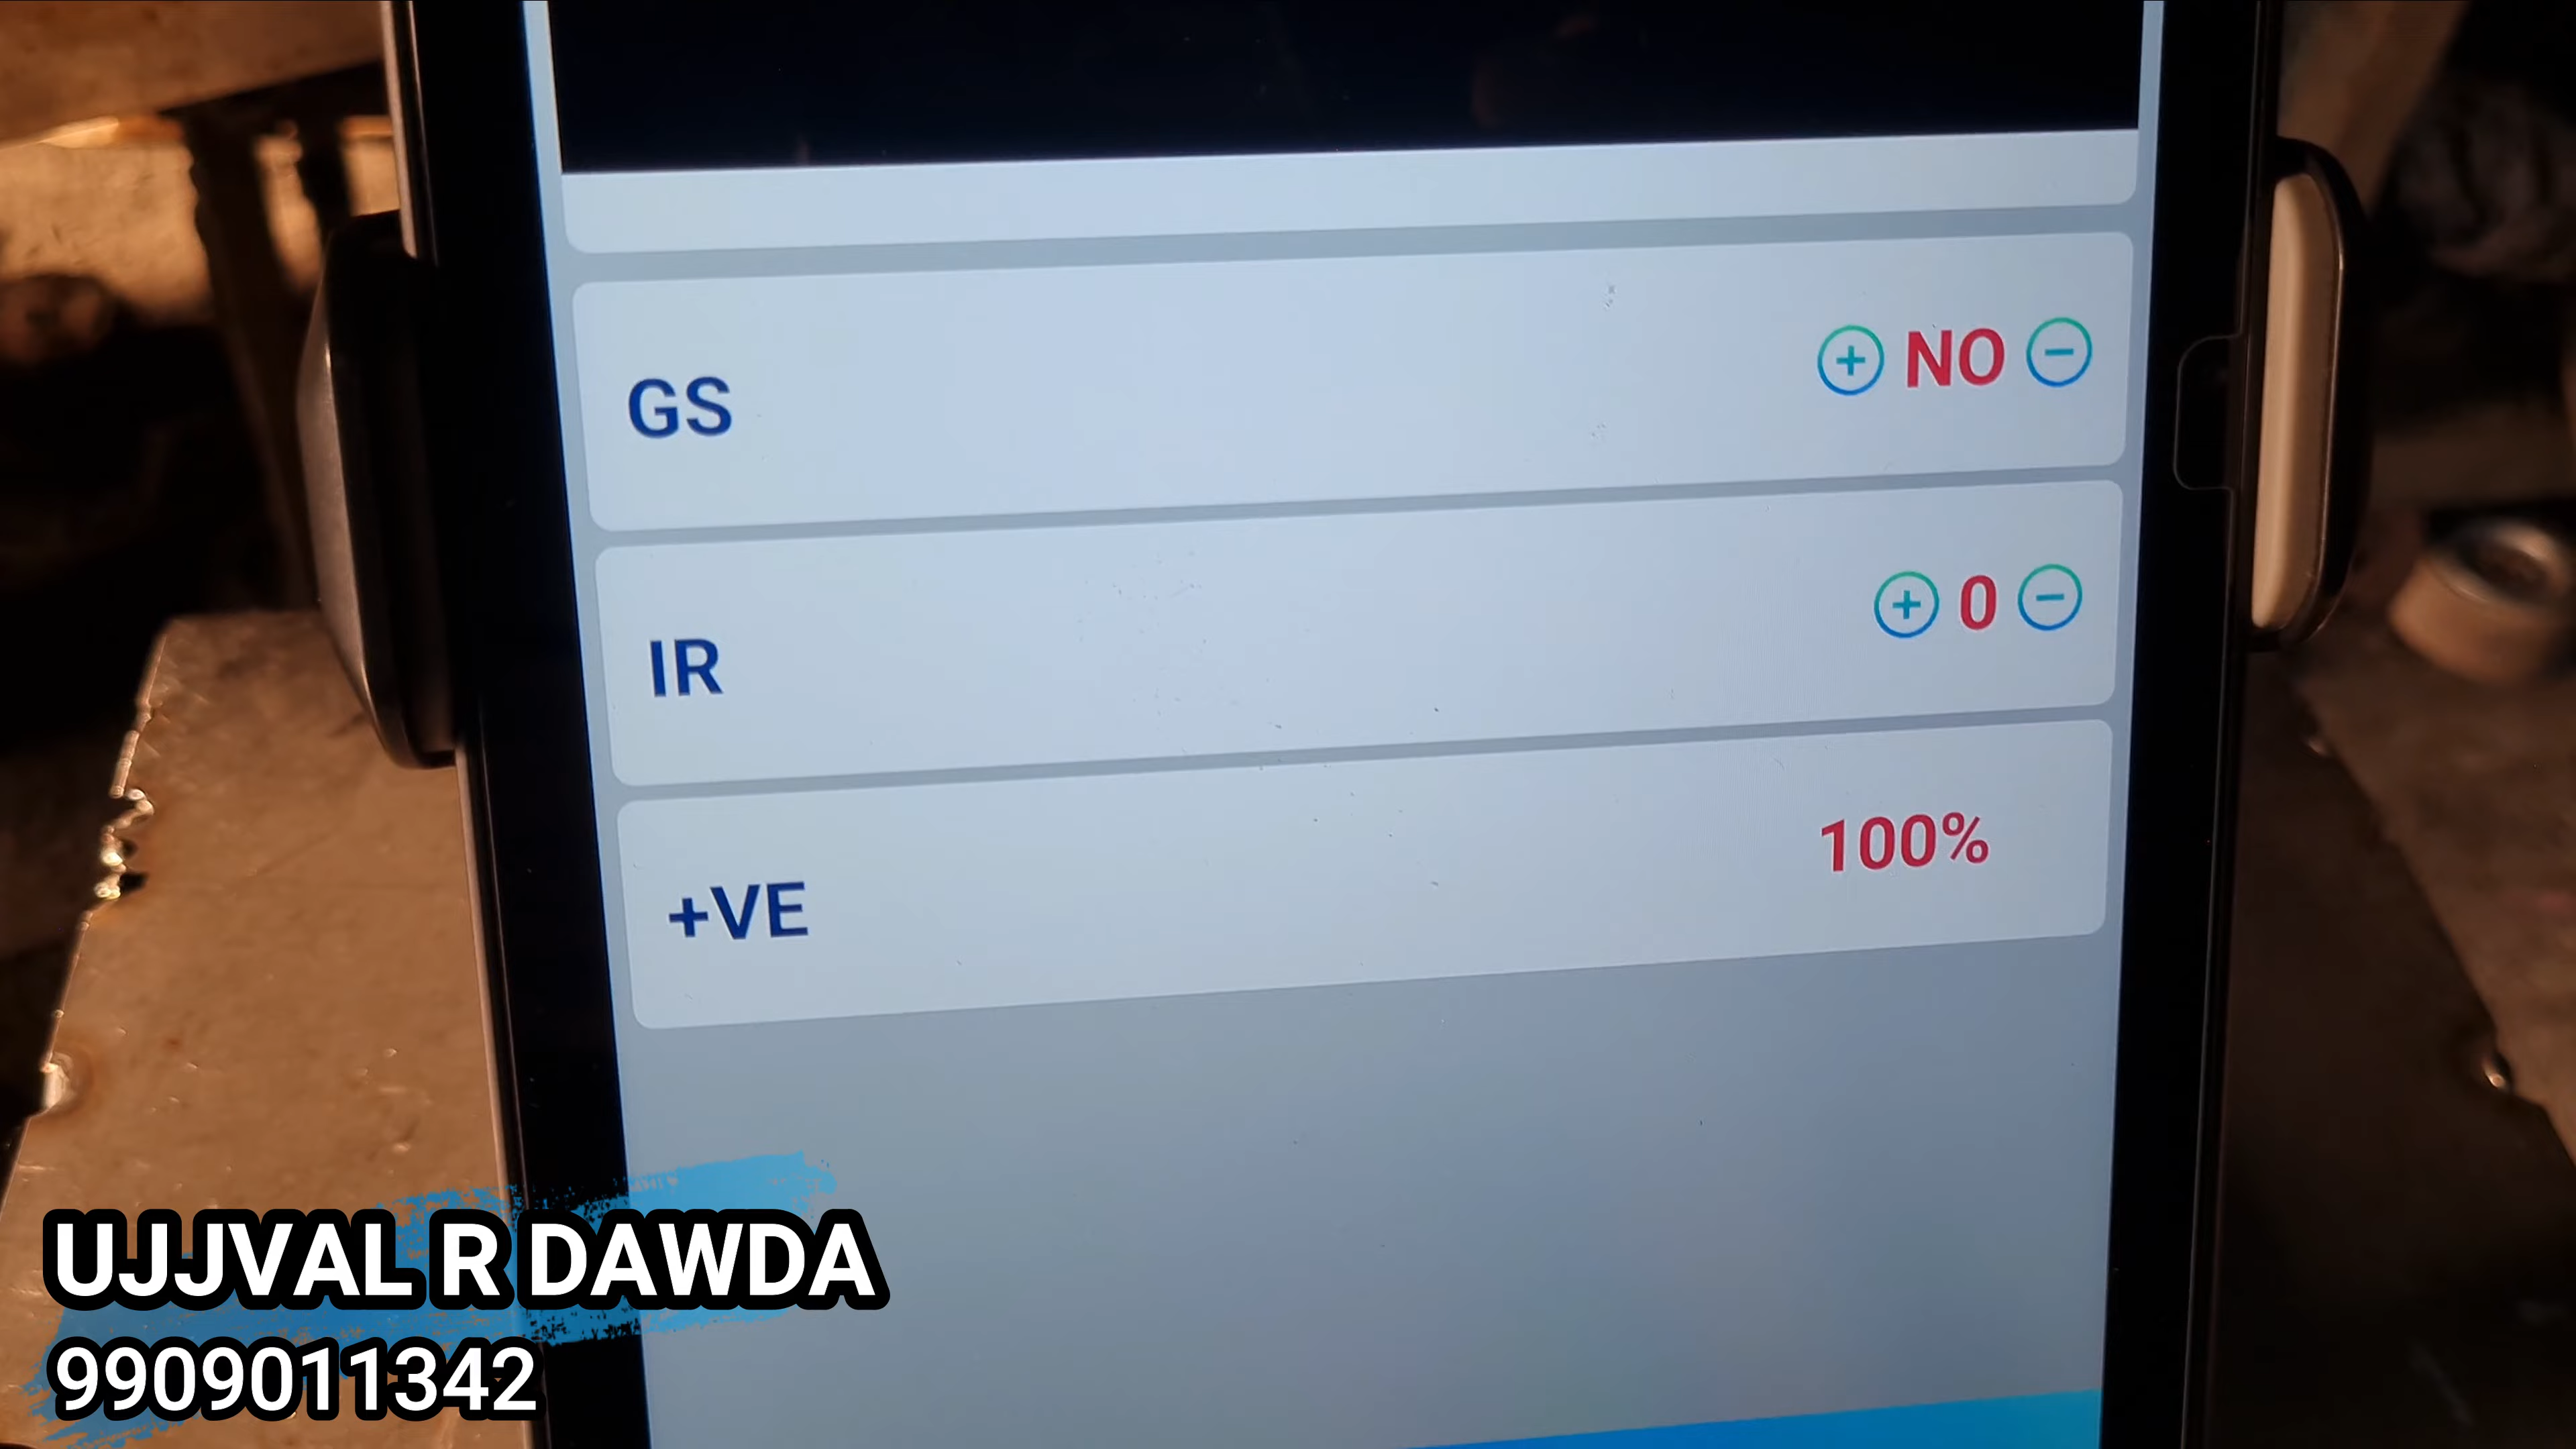 GS + NO −
IR + 0 −
+VE 100%
UJJVAL R DAWDA
9909011342